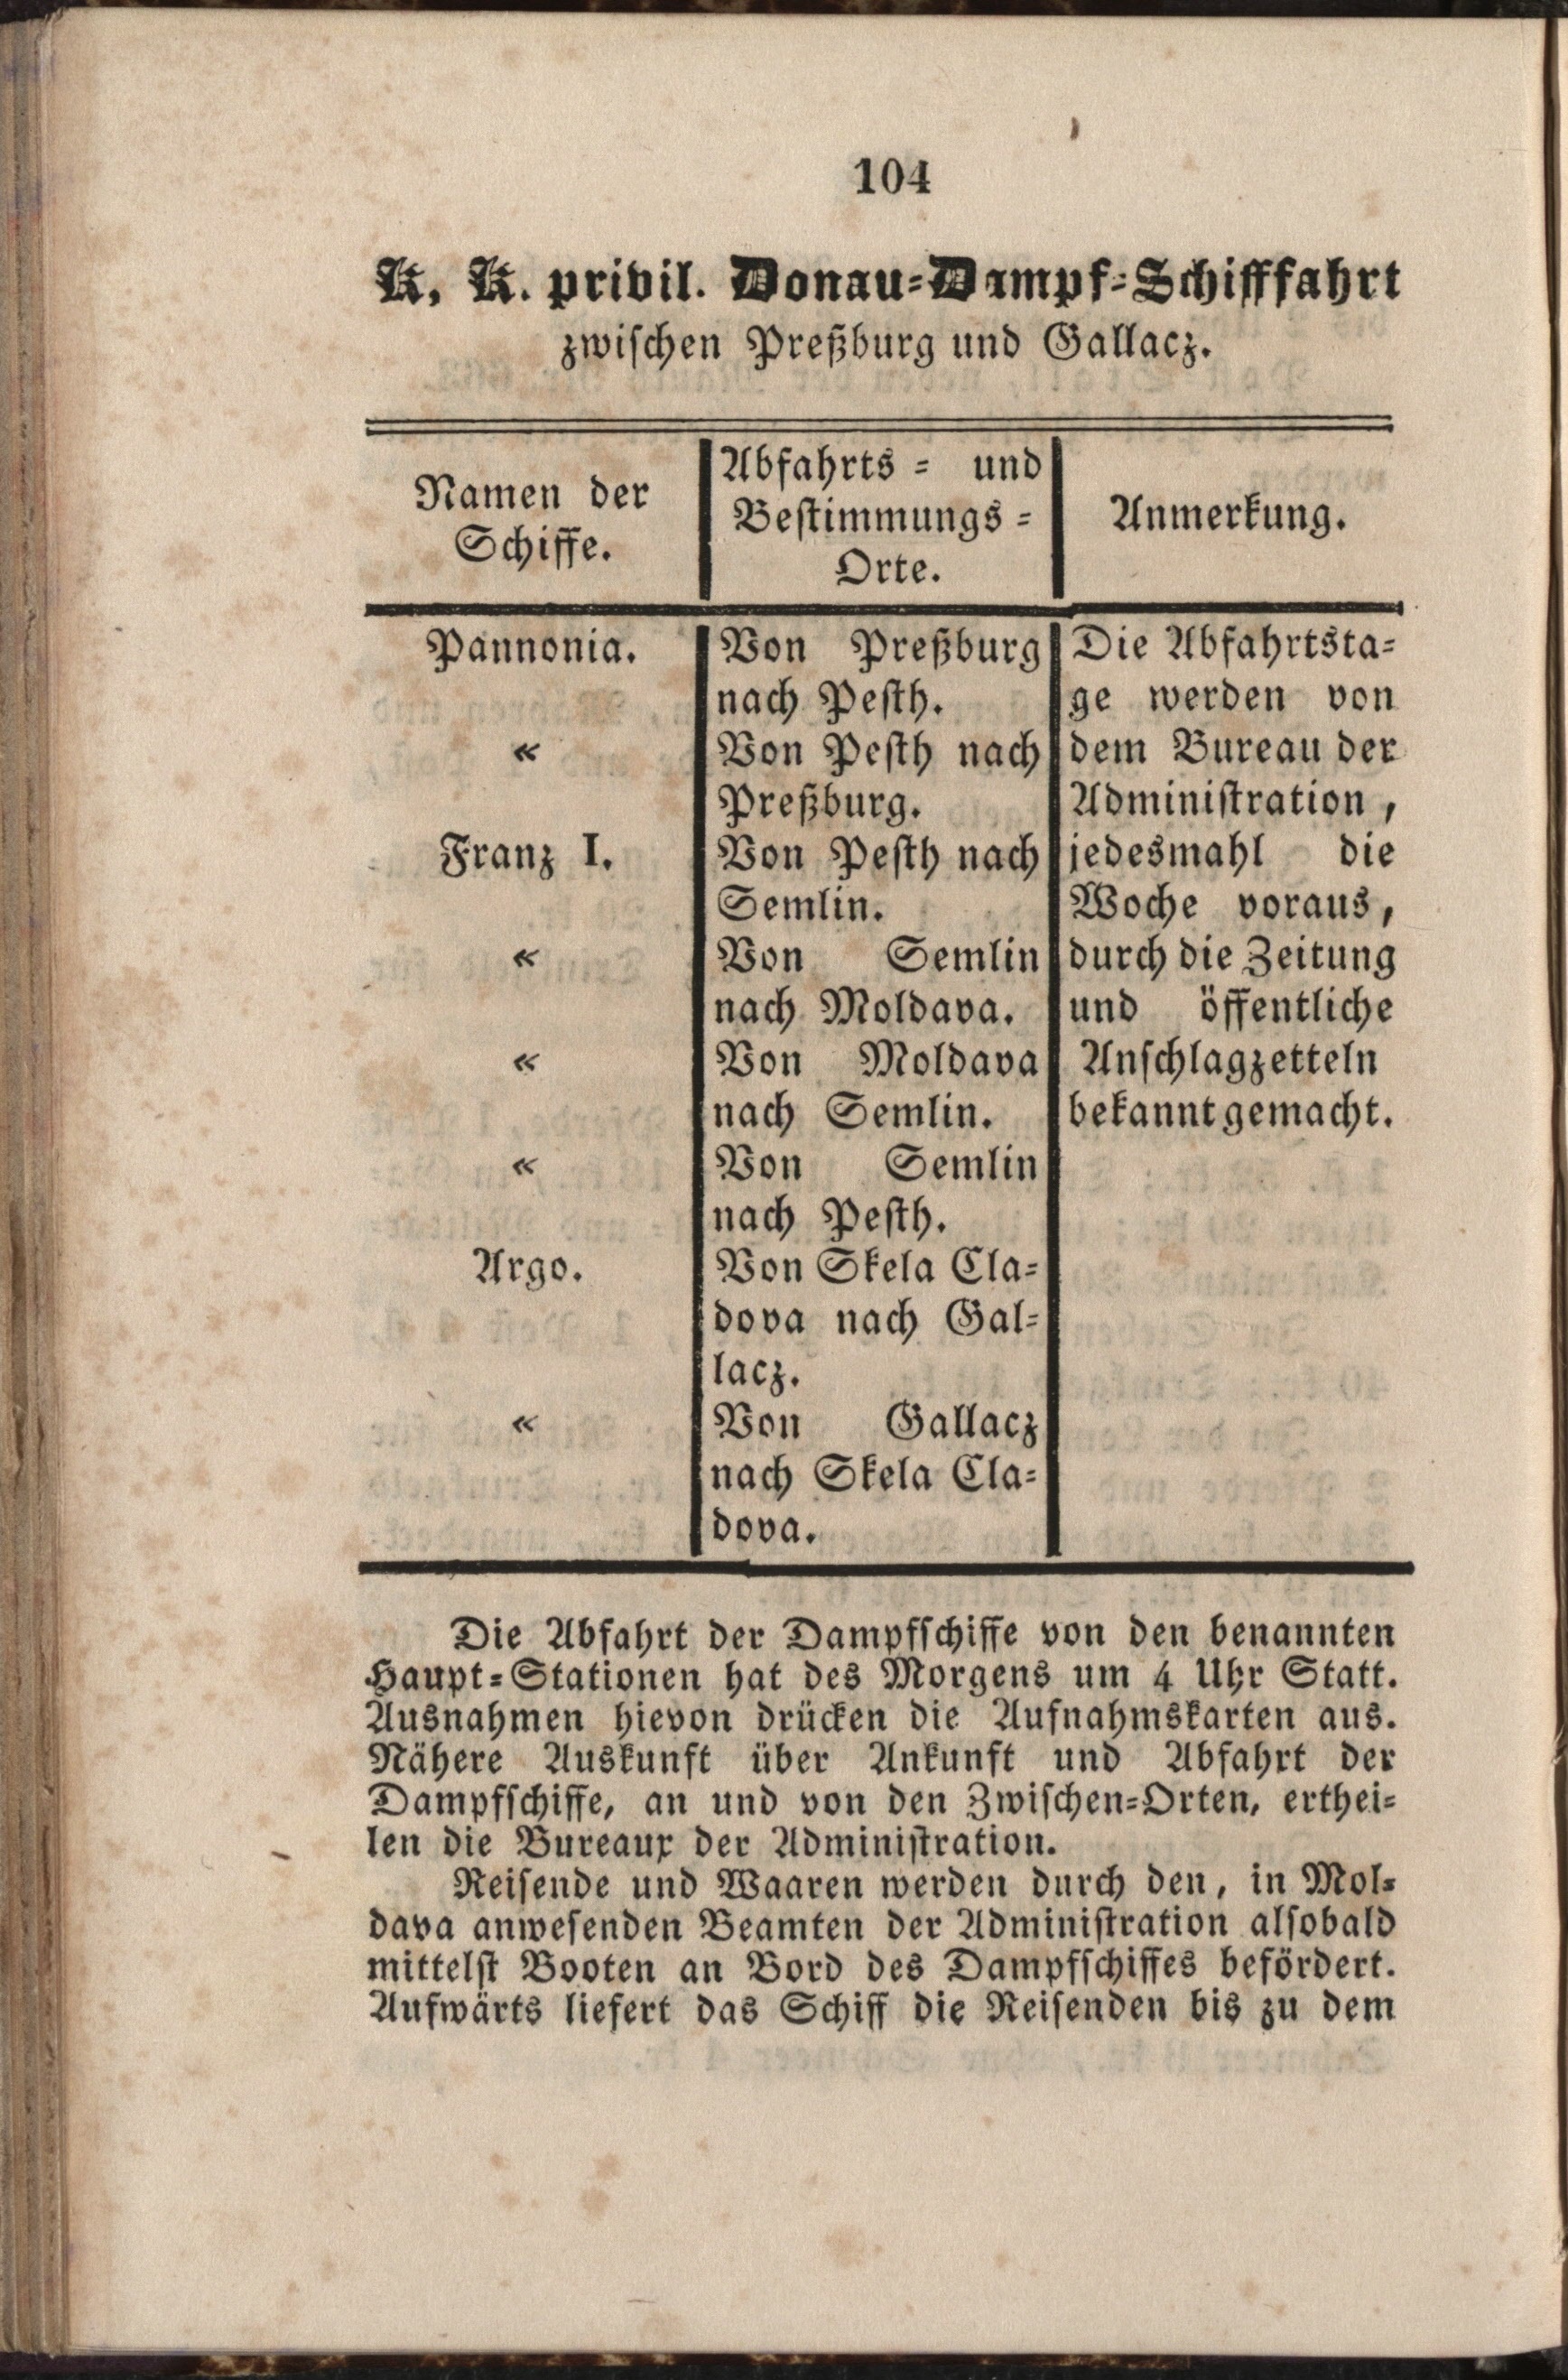 104
K. K. privil. Donau-Dampf-Schifffahrt
zwischen Preßburg und Gallacz.
Namen der
Schiffe.
Abfahrts- und
Bestimmungs-
Orte.
Anmerkung.
Pannonia.
Von Preßburg
nach Pesth.
«
Von Pesth nach
Preßburg.
Franz I.
Von Pesth nach
Semlin.
«
Von Semlin
nach Moldava.
«
Von Moldava
nach Semlin.
«
Von Semlin
nach Pesth.
Argo.
Von Skela Cla-
dova nach Gal-
lacz.
«
Von Gallacz
nach Skela Cla-
dova.
Die Abfahrtsta-
ge werden von
dem Bureau der
Administration,
jedesmahl die
Woche voraus,
durch die Zeitung
und öffentliche
Anschlagzetteln
bekannt gemacht.
Die Abfahrt der Dampfschiffe von den benannten
Haupt-Stationen hat des Morgens um 4 Uhr Statt.
Ausnahmen hievon drücken die Aufnahmskarten aus.
Nähere Auskunft über Ankunft und Abfahrt der
Dampfschiffe, an und von den Zwischen-Orten, erthei-
len die Bureaux der Administration.
Reisende und Waaren werden durch den, in Mol-
dava anwesenden Beamten der Administration alsobald
mittelst Booten an Bord des Dampfschiffes befördert.
Aufwärts liefert das Schiff die Reisenden bis zu dem